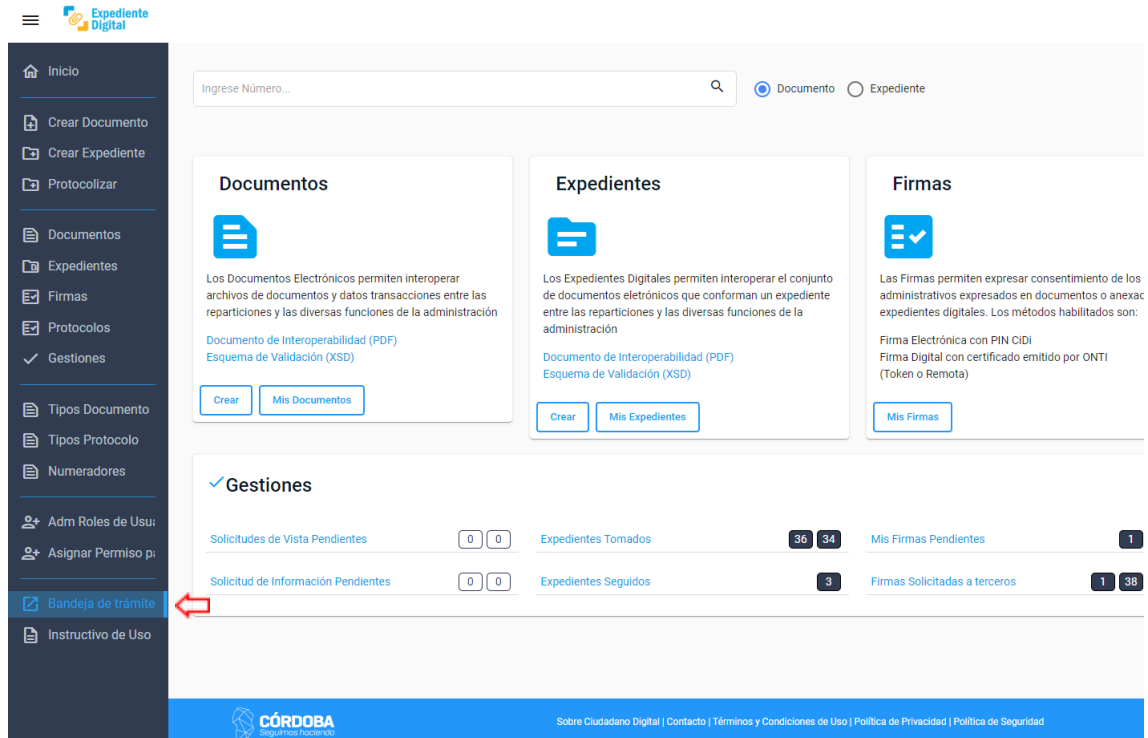 Expediente
Digital
Inicio
Crear Documento
Crear Expediente
Protocolizar
Documentos
Expedientes
Firmas
Protocolos
Gestiones
Tipos Documento
Tipos Protocolo
Numeradores
Adm Roles de Usua
Asignar Permiso pa
Bandeja de trámite
Instructivo de Uso
Ingrese Número...
Documento
Expediente
Documentos
Los Documentos Electrónicos permiten interoperar
archivos de documentos y datos transacciones entre las
reparticiones y las diversas funciones de la administración
Documento de Interoperabilidad (PDF)
Esquema de Validación (XSD)
Crear
Mis Documentos
Expedientes
Los Expedientes Digitales permiten interoperar el conjunto
de documentos eletrónicos que conforman un expediente
entre las reparticiones y las diversas funciones de la
administración
Documento de Interoperabilidad (PDF)
Esquema de Validación (XSD)
Crear
Mis Expedientes
Firmas
Las Firmas permiten expresar consentimiento de los
administrativos expresados en documentos o anexad
expedientes digitales. Los métodos habilitados son:
Firma Electrónica con PIN CiDi
Firma Digital con certificado emitido por ONTI
(Token o Remota)
Mis Firmas
Gestiones
Solicitudes de Vista Pendientes 0 0
Expedientes Tomados 36 34
Mis Firmas Pendientes 1
Solicitud de Información Pendientes 0 0
Expedientes Seguidos 3
Firmas Solicitadas a terceros 1 38
CÓRDOBA
Seguimos haciendo
Sobre Ciudadano Digital | Contacto | Términos y Condiciones de Uso | Política de Privacidad | Política de Seguridad